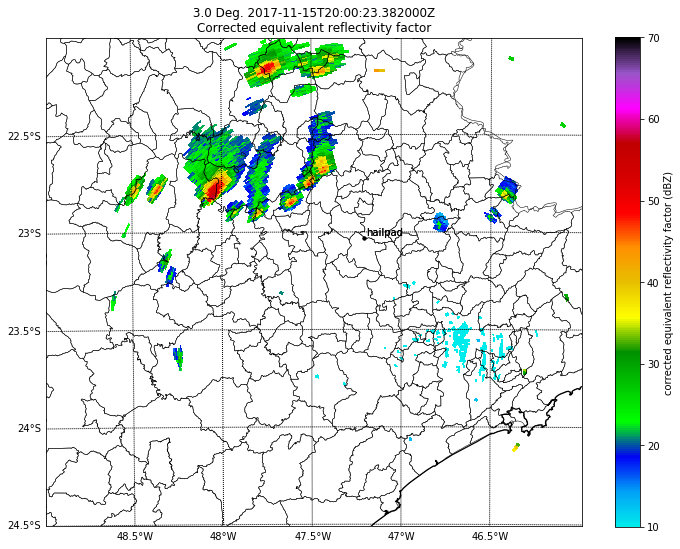 3.0 Deg. 2017-11-15T20:00:23.382000Z
Corrected equivalent reflectivity factor
22.5°S
23°S
23.5°S
24°S
24.5°S
48.5°W
48°W
47.5°W
47°W
46.5°W
hailpad
70
60
50
40
30
20
10
corrected equivalent reflectivity factor (dBZ)